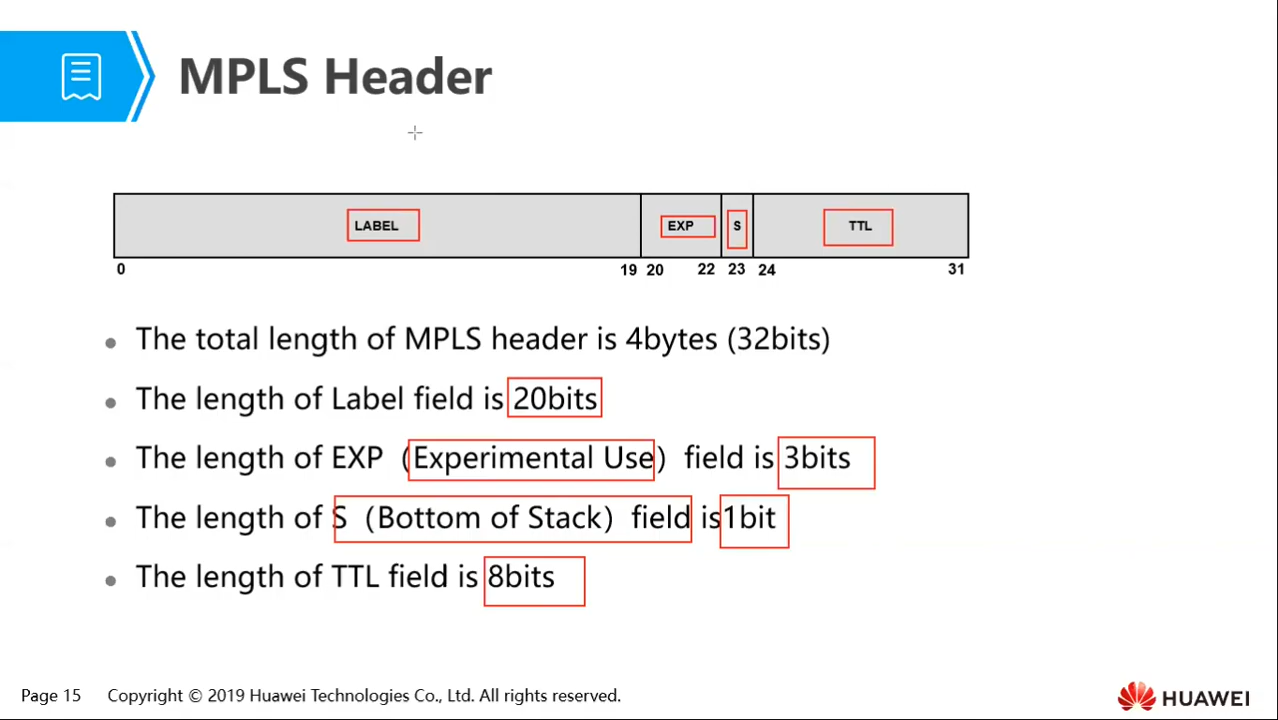 MPLS Header
LABEL EXP S TTL
0 19 20 22 23 24 31
The total length of MPLS header is 4bytes (32bits)
The length of Label field is 20bits
The length of EXP（Experimental Use）field is 3bits
The length of S（Bottom of Stack）field is1bit
The length of TTL field is 8bits
Page 15 Copyright © 2019 Huawei Technologies Co., Ltd. All rights reserved.
HUAWEI